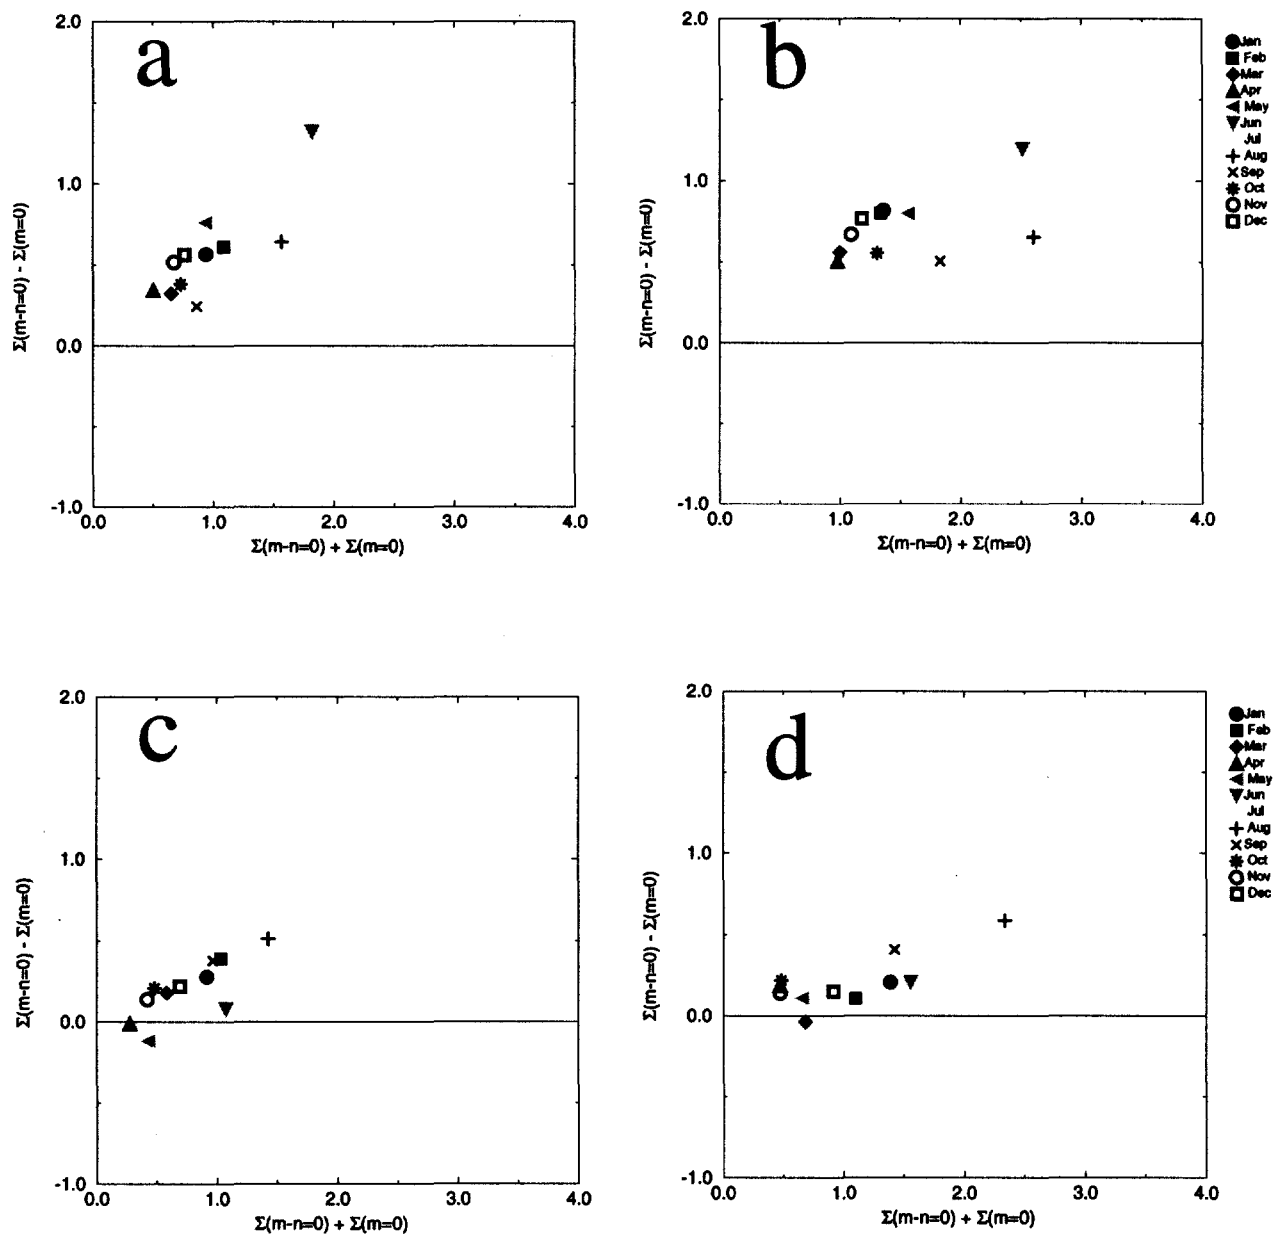 a
2.0
1.0
0.0
-1.0
0.0 1.0 2.0 3.0 4.0
Σ(m-n=0) - Σ(m=0)
Σ(m-n=0) + Σ(m=0)
b
2.0
1.0
0.0
-1.0
0.0 1.0 2.0 3.0 4.0
Σ(m-n=0) - Σ(m=0)
Σ(m-n=0) + Σ(m=0)
Jan
Feb
Mar
Apr
May
Jun
Jul
Aug
Sep
Oct
Nov
Dec
c
2.0
1.0
0.0
-1.0
0.0 1.0 2.0 3.0 4.0
Σ(m-n=0) - Σ(m=0)
Σ(m-n=0) + Σ(m=0)
d
2.0
1.0
0.0
-1.0
0.0 1.0 2.0 3.0 4.0
Σ(m-n=0) - Σ(m=0)
Σ(m-n=0) + Σ(m=0)
Jan
Feb
Mar
Apr
May
Jun
Jul
Aug
Sep
Oct
Nov
Dec